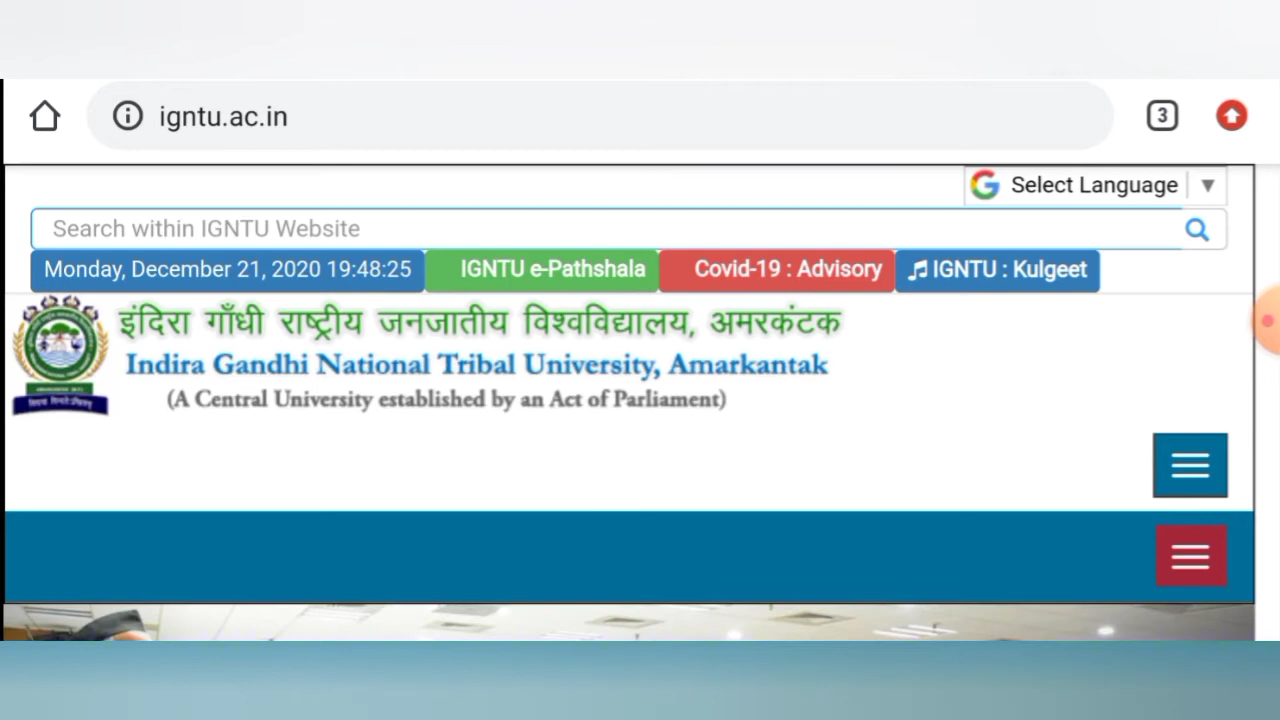 igntu.ac.in
3
Select Language
Search within IGNTU Website
Monday, December 21, 2020 19:48:25
IGNTU e-Pathshala
Covid-19 : Advisory
IGNTU : Kulgeet
इंदिरा गाँधी राष्ट्रीय जनजातीय विश्वविद्यालय, अमरकंटक
Indira Gandhi National Tribal University, Amarkantak
(A Central University established by an Act of Parliament)